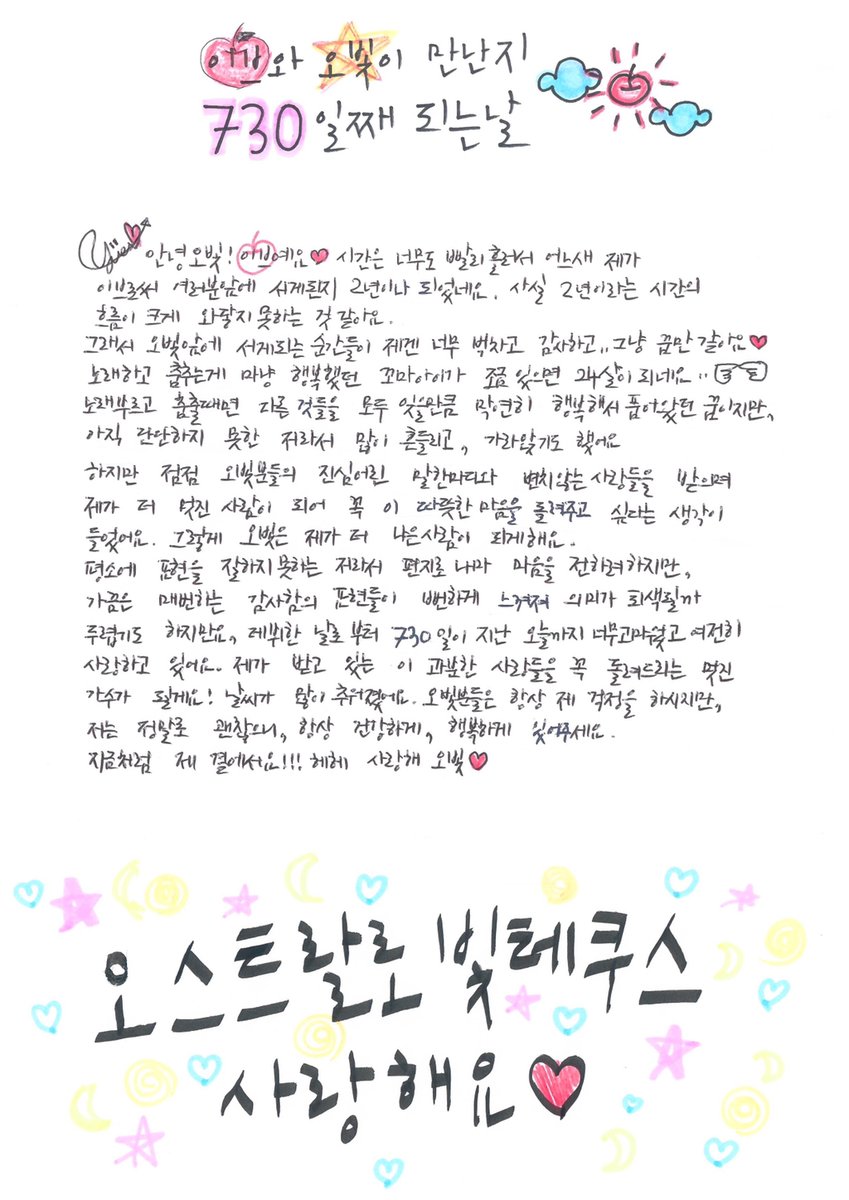 이브와 오빛이 만난지
730일째 되는날
Yves
안녕 오빛! 이브예요♥ 시간은 너무도 빨리 흘러서 어느새 제가
이브로써 여러분앞에 서게된지 2년이나 되었네요. 사실 2년이라는 시간의
흐름이 크게 와닿지 못하는 것 같아요.
그래서 오빛앞에 서게되는 순간들이 제겐 너무 벅차고 감사하고.. 그냥 꿈만 같아요♥
노래하고 춤추는게 마냥 행복했던 꼬마아이가 조금 있으면 24살이 되네요..
노래부르고 춤출때면 다른 것들을 모두 잊을만큼 막연히 행복해서 품어왔던 꿈이지만,
아직 단단하지 못한 저라서 많이 흔들리고, 가라앉기도 했어요
하지만 점점 오빛분들의 진심어린 말한마디와 변치않는 사랑들을 받으며
제가 더 멋진 사람이 되어 꼭 이 따뜻한 마음을 돌려주고 싶다는 생각이
들었어요. 그렇게 오빛은 제가 더 나은사람이 되게해요.
평소에 표현을 잘하지 못하는 저라서 편지로 나마 마음을 전하려하지만,
가끔은 매번하는 감사함의 표현들이 뻔하게 느껴져 의미가 퇴색될까
두렵기도 하지만요, 데뷔한 날로 부터 730일이 지난 오늘까지 너무고마웠고 여전히
사랑하고 있어요. 제가 받고 있는 이 과분한 사랑들을 꼭 돌려드리는 멋진
가수가 될게요! 날씨가 많이 추워졌어요. 오빛분들은 항상 제 걱정을 하시지만,
저는 정말로 괜찮으니, 항상 건강하게, 행복하게 있어주세요.
지금처럼 제 곁에서요!!! 헤헤 사랑해 오빛♥
오스트랄로 빛테쿠스
사랑해요♥